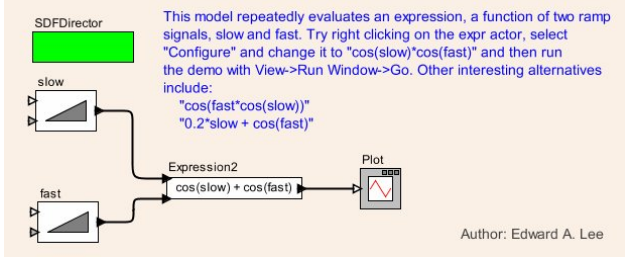 SDFDirector
This model repeatedly evaluates an expression, a function of two ramp
signals, slow and fast. Try right clicking on the expr actor, select
"Configure" and change it to "cos(slow)*cos(fast)" and then run
the demo with View->Run Window->Go. Other interesting alternatives
include:
"cos(fast*cos(slow))"
"0.2*slow + cos(fast)"
slow
Expression2
cos(slow) + cos(fast)
Plot
fast
Author: Edward A. Lee